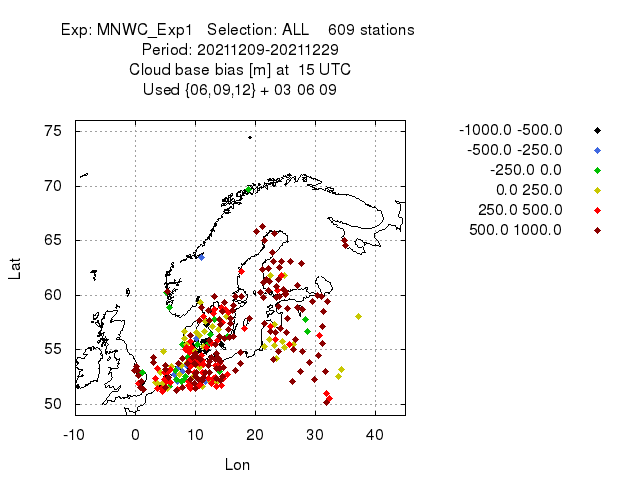 Exp: MNWC_Exp1   Selection: ALL    609 stations
Period: 20211209-20211229
Cloud base bias [m] at  15 UTC
Used {06,09,12} + 03 06 09
-1000.0 -500.0
-500.0 -250.0
-250.0 0.0
0.0 250.0
250.0 500.0
500.0 1000.0
75
70
65
60
55
50
Lat
-10 0 10 20 30 40
Lon